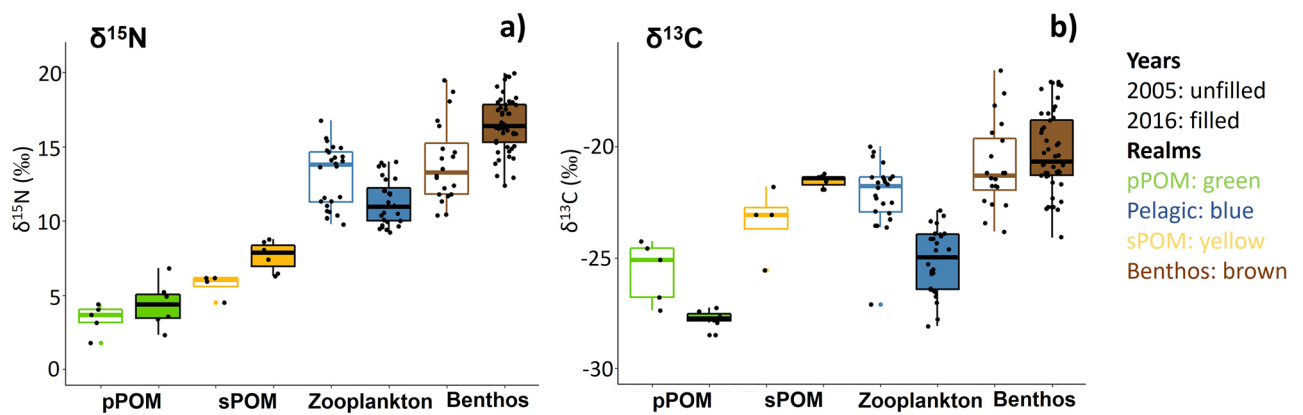 δ¹⁵N
a)
δ¹⁵N (‰)
20
15
10
5
0
pPOM sPOM Zooplankton Benthos
δ¹³C
b)
δ¹³C (‰)
-20
-25
-30
pPOM sPOM Zooplankton Benthos
Years
2005: unfilled
2016: filled
Realms
pPOM: green
Pelagic: blue
sPOM: yellow
Benthos: brown